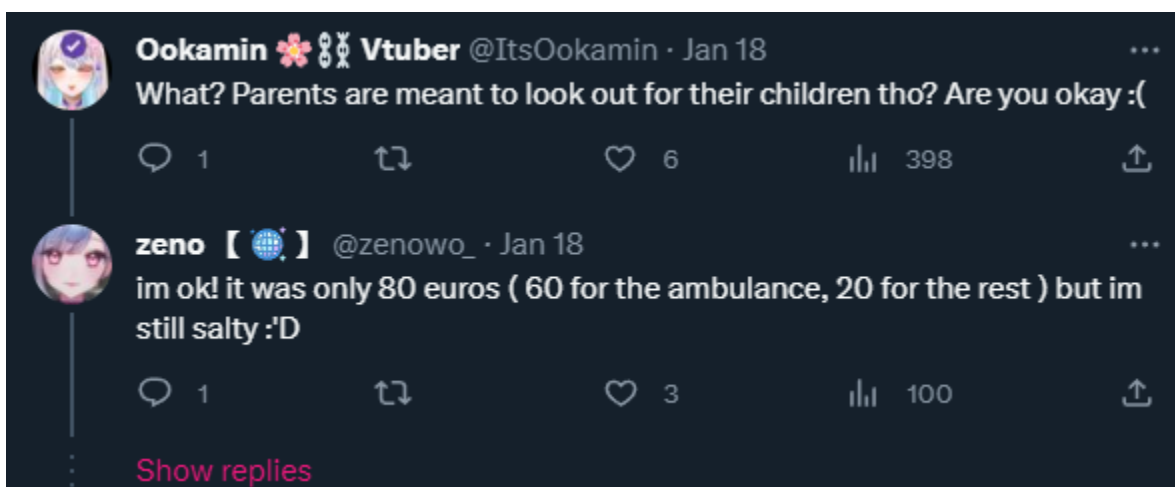 Ookamin 🌸⛓🧬 Vtuber @ItsOokamin · Jan 18
What? Parents are meant to look out for their children tho? Are you okay :(
1 6 398
zeno 【 🪩 】 @zenowo_ · Jan 18
im ok! it was only 80 euros ( 60 for the ambulance, 20 for the rest ) but im
still salty :'D
1 3 100
Show replies